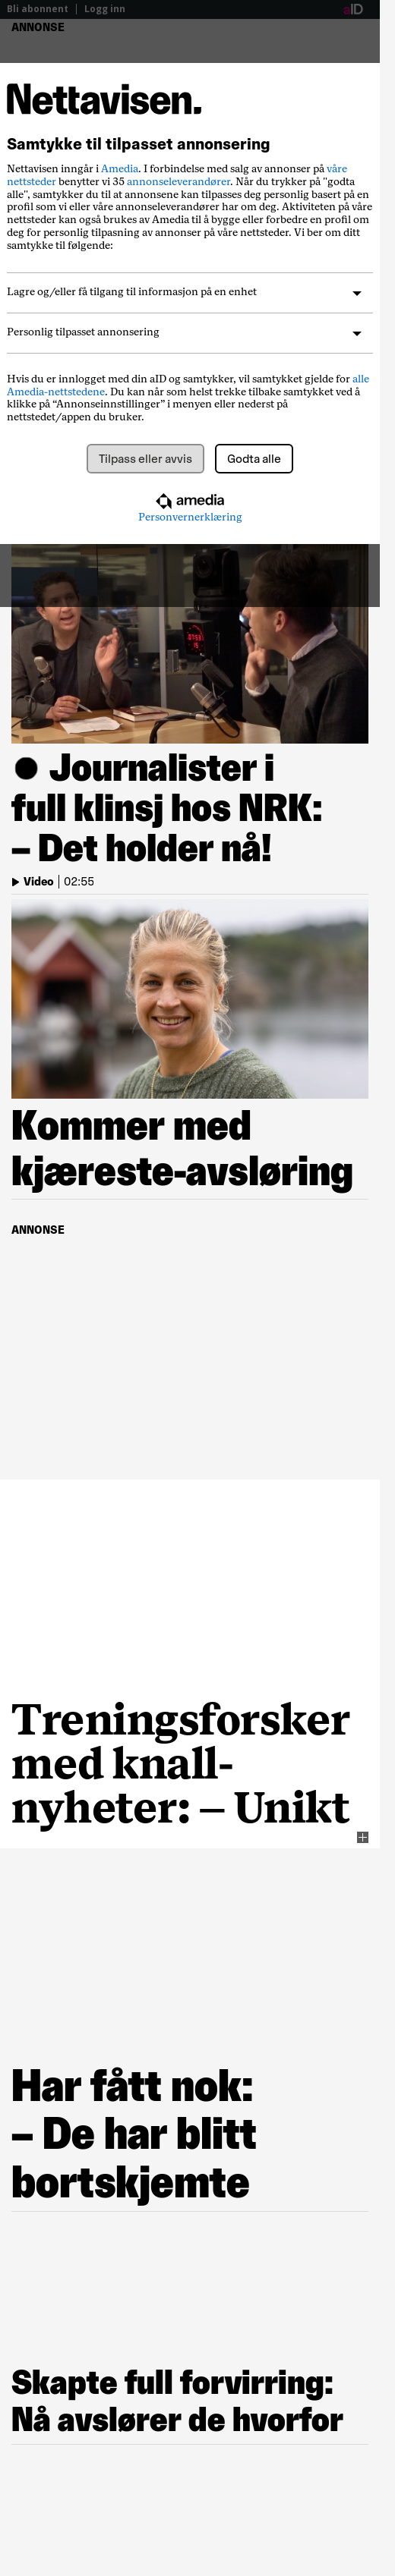 Bli abonnent | Logg inn aID
ANNONSE
Nettavisen.
Samtykke til tilpasset annonsering
Nettavisen inngår i Amedia. I forbindelse med salg av annonser på våre
nettsteder benytter vi 35 annonseleverandører. Når du trykker på "godta
alle", samtykker du til at annonsene kan tilpasses deg personlig basert på en
profil som vi eller våre annonseleverandører har om deg. Aktiviteten på våre
nettsteder kan også brukes av Amedia til å bygge eller forbedre en profil om
deg for personlig tilpasning av annonser på våre nettsteder. Vi ber om ditt
samtykke til følgende:
Lagre og/eller få tilgang til informasjon på en enhet
Personlig tilpasset annonsering
Hvis du er innlogget med din aID og samtykker, vil samtykket gjelde for alle
Amedia-nettstedene. Du kan når som helst trekke tilbake samtykket ved å
klikke på “Annonseinnstillinger” i menyen eller nederst på
nettstedet/appen du bruker.
Tilpass eller avvis
Godta alle
amedia
Personvernerklæring
Journalister i
full klinsj hos NRK:
– Det holder nå!
Video | 02:55
Kommer med
kjæreste-avsløring
ANNONSE
Treningsforsker
med knall-
nyheter: – Unikt
Har fått nok:
– De har blitt
bortskjemte
Skapte full forvirring:
Nå avslører de hvorfor